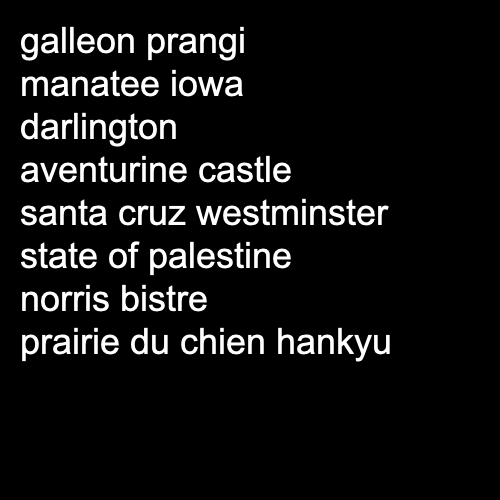 galleon prangi
manatee iowa
darlington
aventurine castle
santa cruz westminster
state of palestine
norris bistre
prairie du chien hankyu